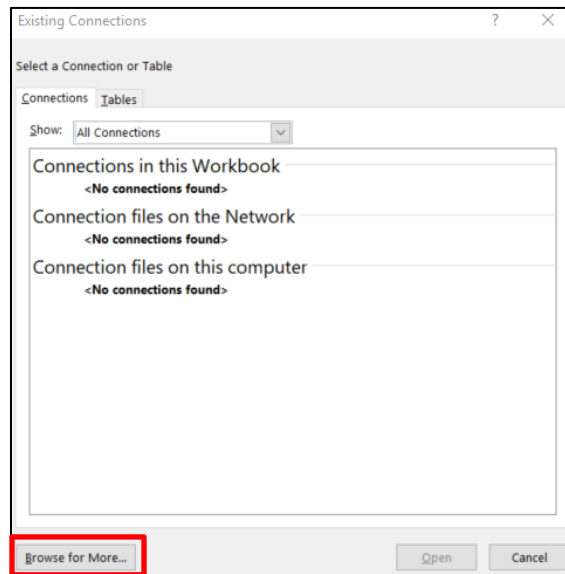 Existing Connections ?
Select a Connection or Table
Connections Tables
Show: All Connections
Connections in this Workbook
<No connections found>
Connection files on the Network
<No connections found>
Connection files on this computer
<No connections found>
Browse for More... Open Cancel